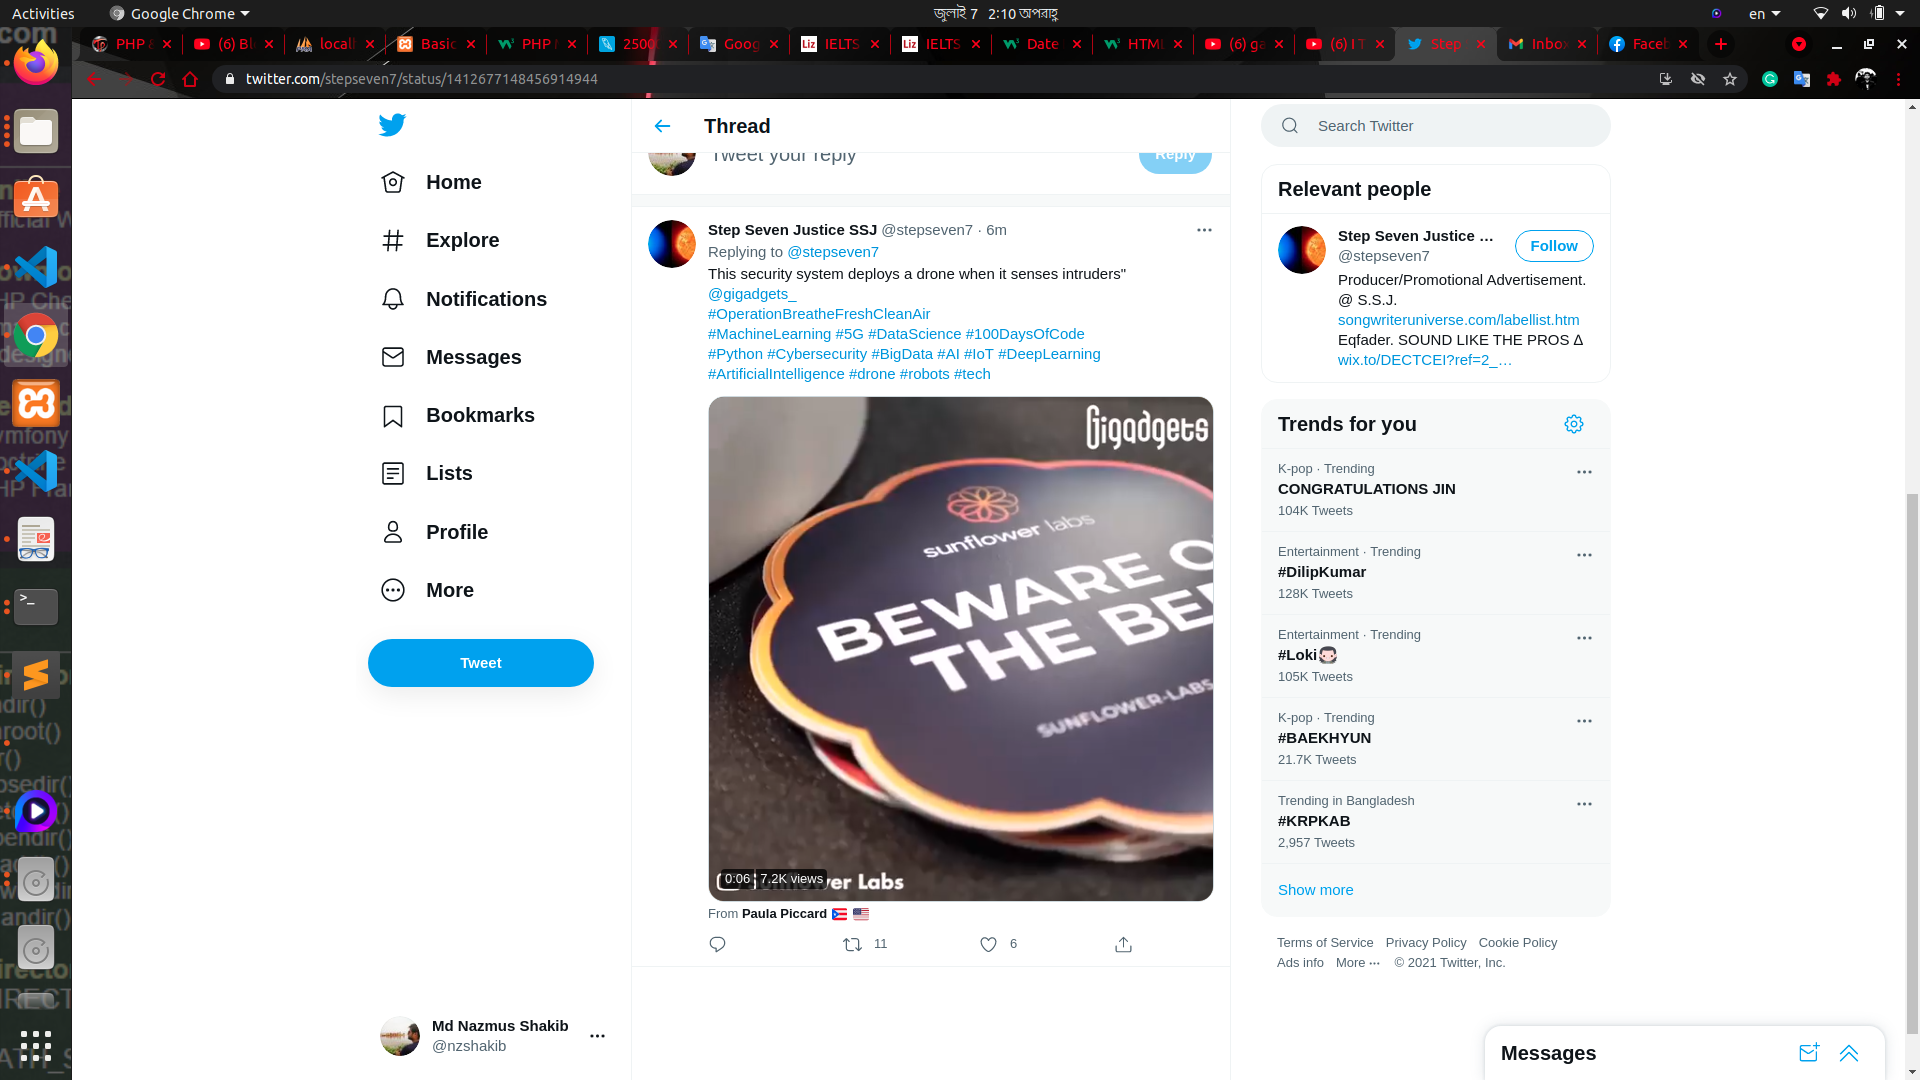 Activities
Google Chrome
জুলাই 7 2:10 অপরাহ্ণ
en
PHP
(6) Bl
locall
Basic
PHP
2500
Goog
IELTS
IELTS
Date
HTML
(6) ga
(6) I T
Step
Inbox
Faceb
twitter.com/stepseven7/status/1412677148456914944
Thread
Tweet your reply
Reply
Home
Explore
Notifications
Messages
Bookmarks
Lists
Profile
More
Tweet
Md Nazmus Shakib
@nzshakib
Step Seven Justice SSJ @stepseven7 · 6m
Replying to @stepseven7
This security system deploys a drone when it senses intruders"
@gigadgets_
#OperationBreatheFreshCleanAir
#MachineLearning #5G #DataScience #100DaysOfCode
#Python #Cybersecurity #BigData #AI #IoT #DeepLearning
#ArtificialIntelligence #drone #robots #tech
Gigadgets
sunflower labs
BEWARE O
THE BE
SUNFLOWER-LABS
0:06 7.2K views
er Labs
From Paula Piccard
11
6
Search Twitter
Relevant people
Step Seven Justice ...
@stepseven7
Follow
Producer/Promotional Advertisement.
@ S.S.J.
songwriteruniverse.com/labellist.htm
Eqfader. SOUND LIKE THE PROS Δ
wix.to/DECTCEI?ref=2_…
Trends for you
K-pop · Trending
CONGRATULATIONS JIN
104K Tweets
Entertainment · Trending
#DilipKumar
128K Tweets
Entertainment · Trending
#Loki
105K Tweets
K-pop · Trending
#BAEKHYUN
21.7K Tweets
Trending in Bangladesh
#KRPKAB
2,957 Tweets
Show more
Terms of Service Privacy Policy Cookie Policy
Ads info More ··· © 2021 Twitter, Inc.
Messages